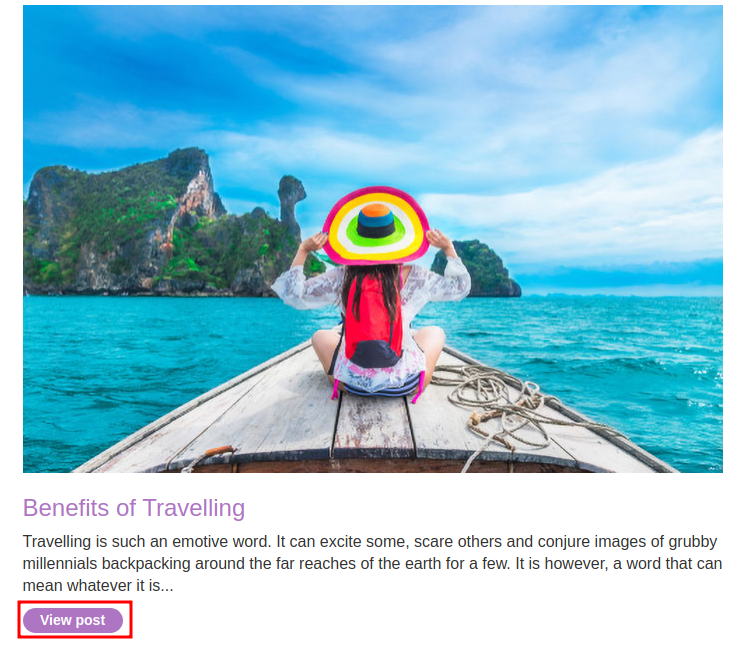 Benefits of Travelling
Travelling is such an emotive word. It can excite some, scare others and conjure images of grubby
millennials backpacking around the far reaches of the earth for a few. It is however, a word that can
mean whatever it is...
View post